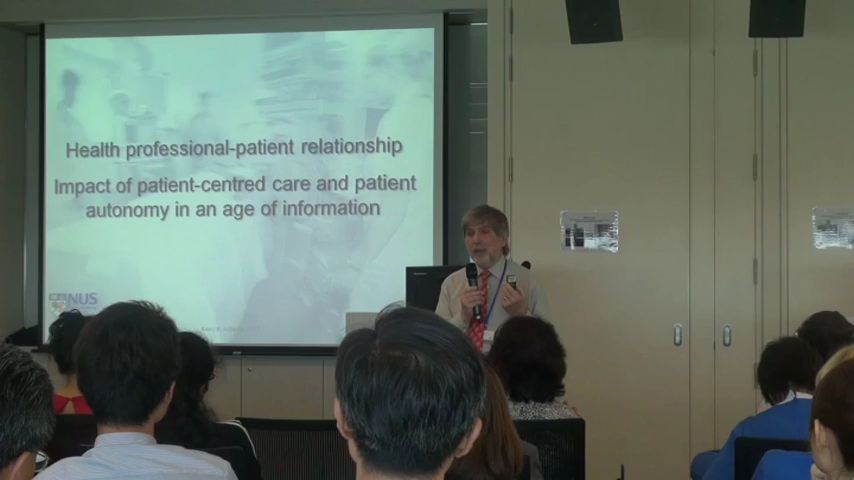 Health professional-patient relationship
Impact of patient-centred care and patient
autonomy in an age of information
NUS